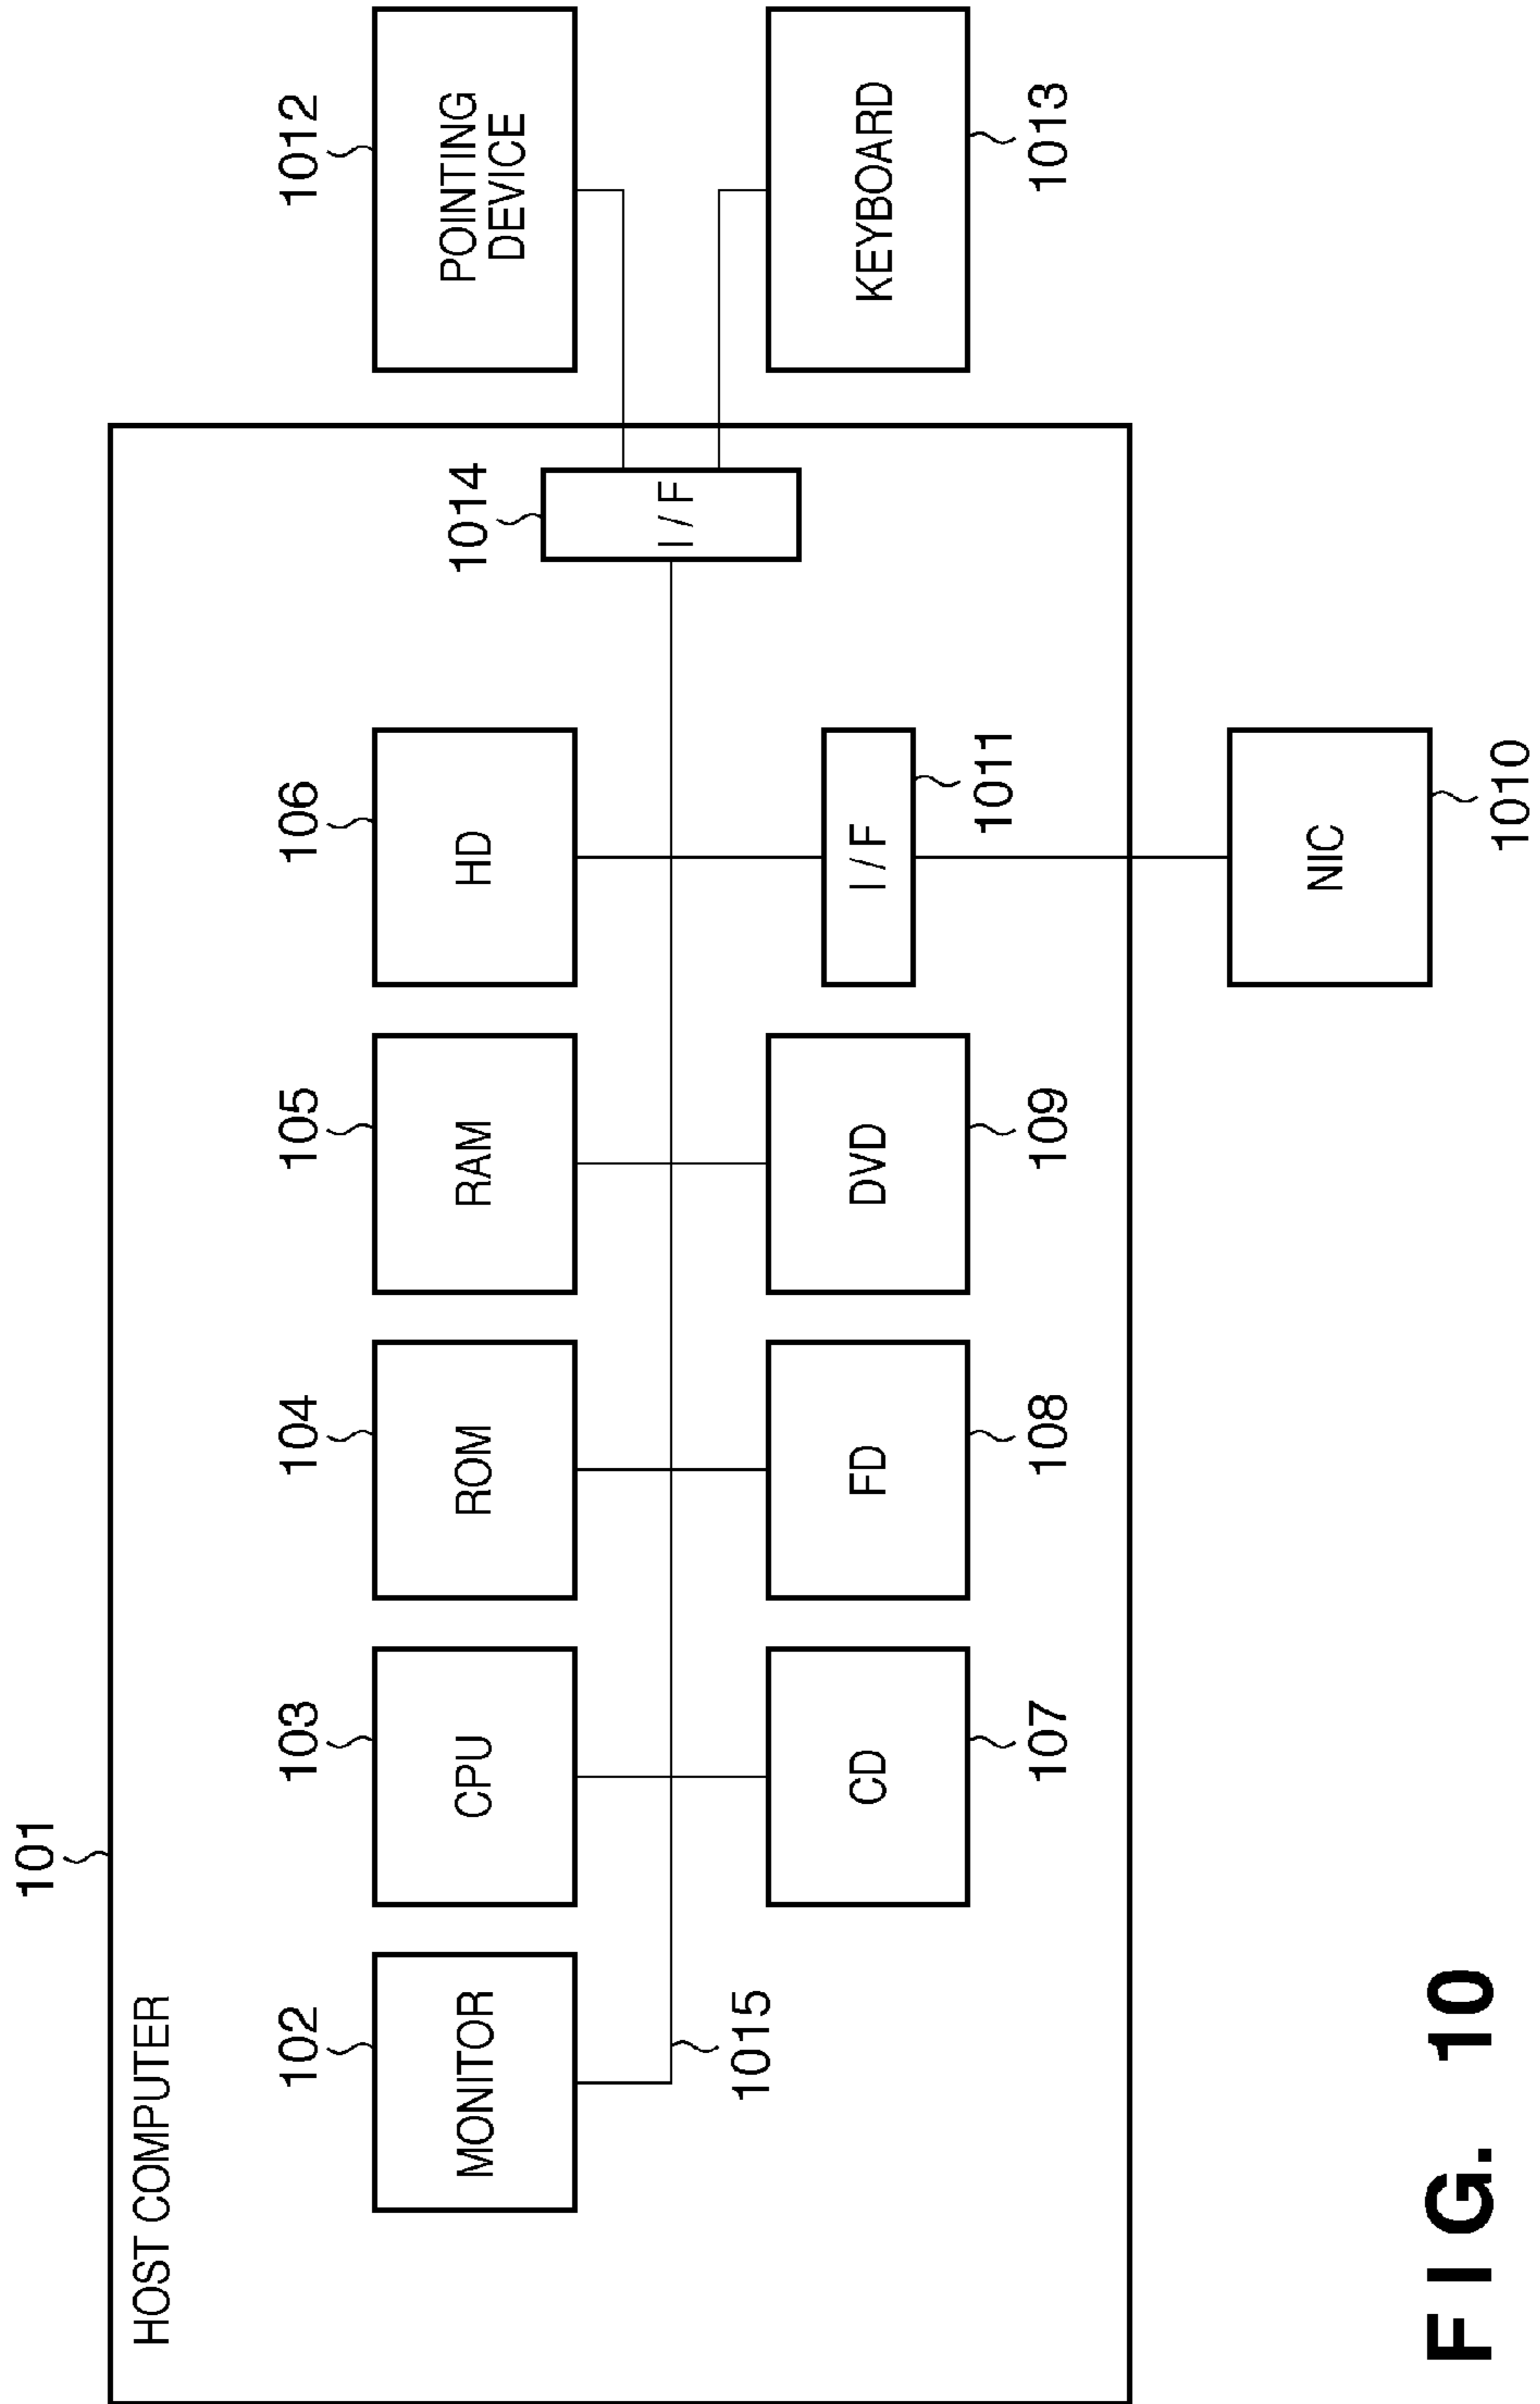 101
HOST COMPUTER
102
103
104
105
106
1014
1012
MONITOR
CPU
ROM
RAM
HD
I / F
POINTING
DEVICE
1015
CD
FD
DVD
I / F
KEYBOARD
107
108
109
1011
1013
NIC
1010
FIG. 10